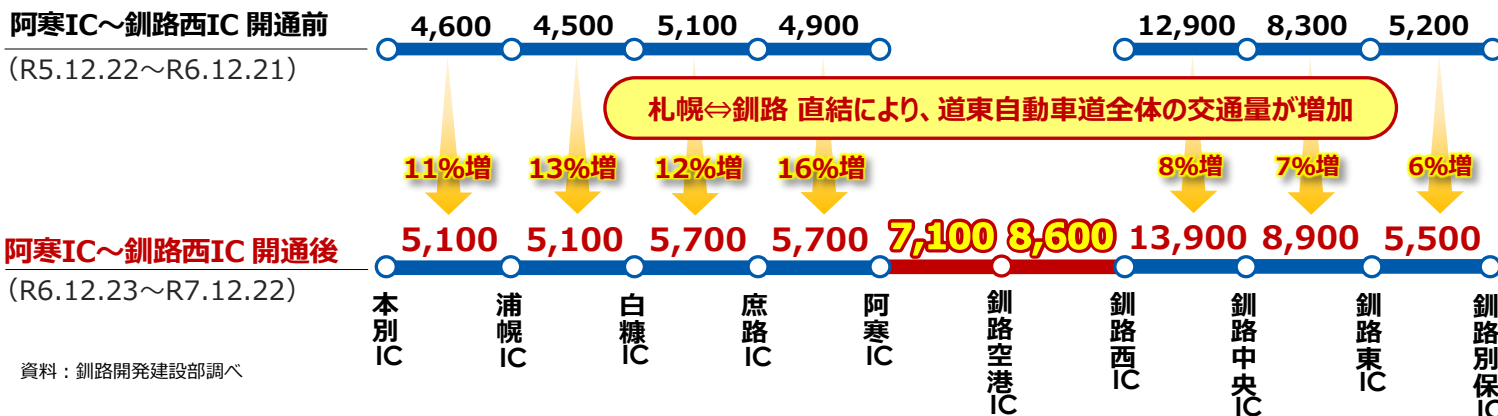 阿寒IC～釧路西IC 開通前
（R5.12.22～R6.12.21）
4,600 4,500 5,100 4,900 12,900 8,300 5,200
札幌⇔釧路 直結により、道東自動車道全体の交通量が増加
11%増 13%増 12%増 16%増 8%増 7%増 6%増
阿寒IC～釧路西IC 開通後
（R6.12.23～R7.12.22）
5,100 5,100 5,700 5,700 7,100 8,600 13,900 8,900 5,500
本別IC
浦幌IC
白糠IC
庶路IC
阿寒IC
釧路空港IC
釧路西IC
釧路中央IC
釧路東IC
釧路別保IC
資料：釧路開発建設部調べ